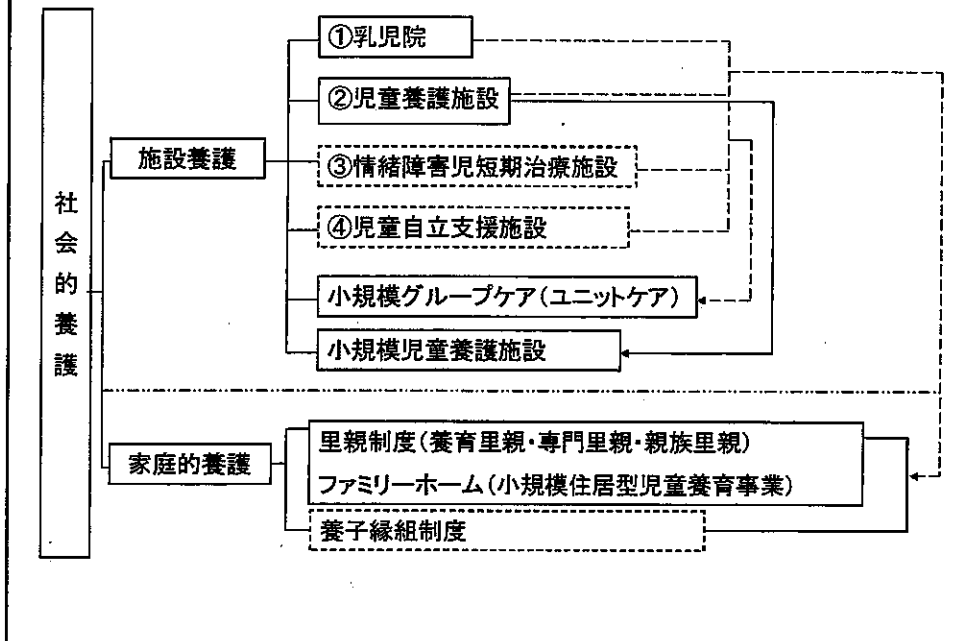 社会的養護
施設養護
①乳児院
②児童養護施設
③情緒障害児短期治療施設
④児童自立支援施設
小規模グループケア(ユニットケア)
小規模児童養護施設
家庭的養護
里親制度(養育里親・専門里親・親族里親)
ファミリーホーム(小規模住居型児童養育事業)
養子縁組制度